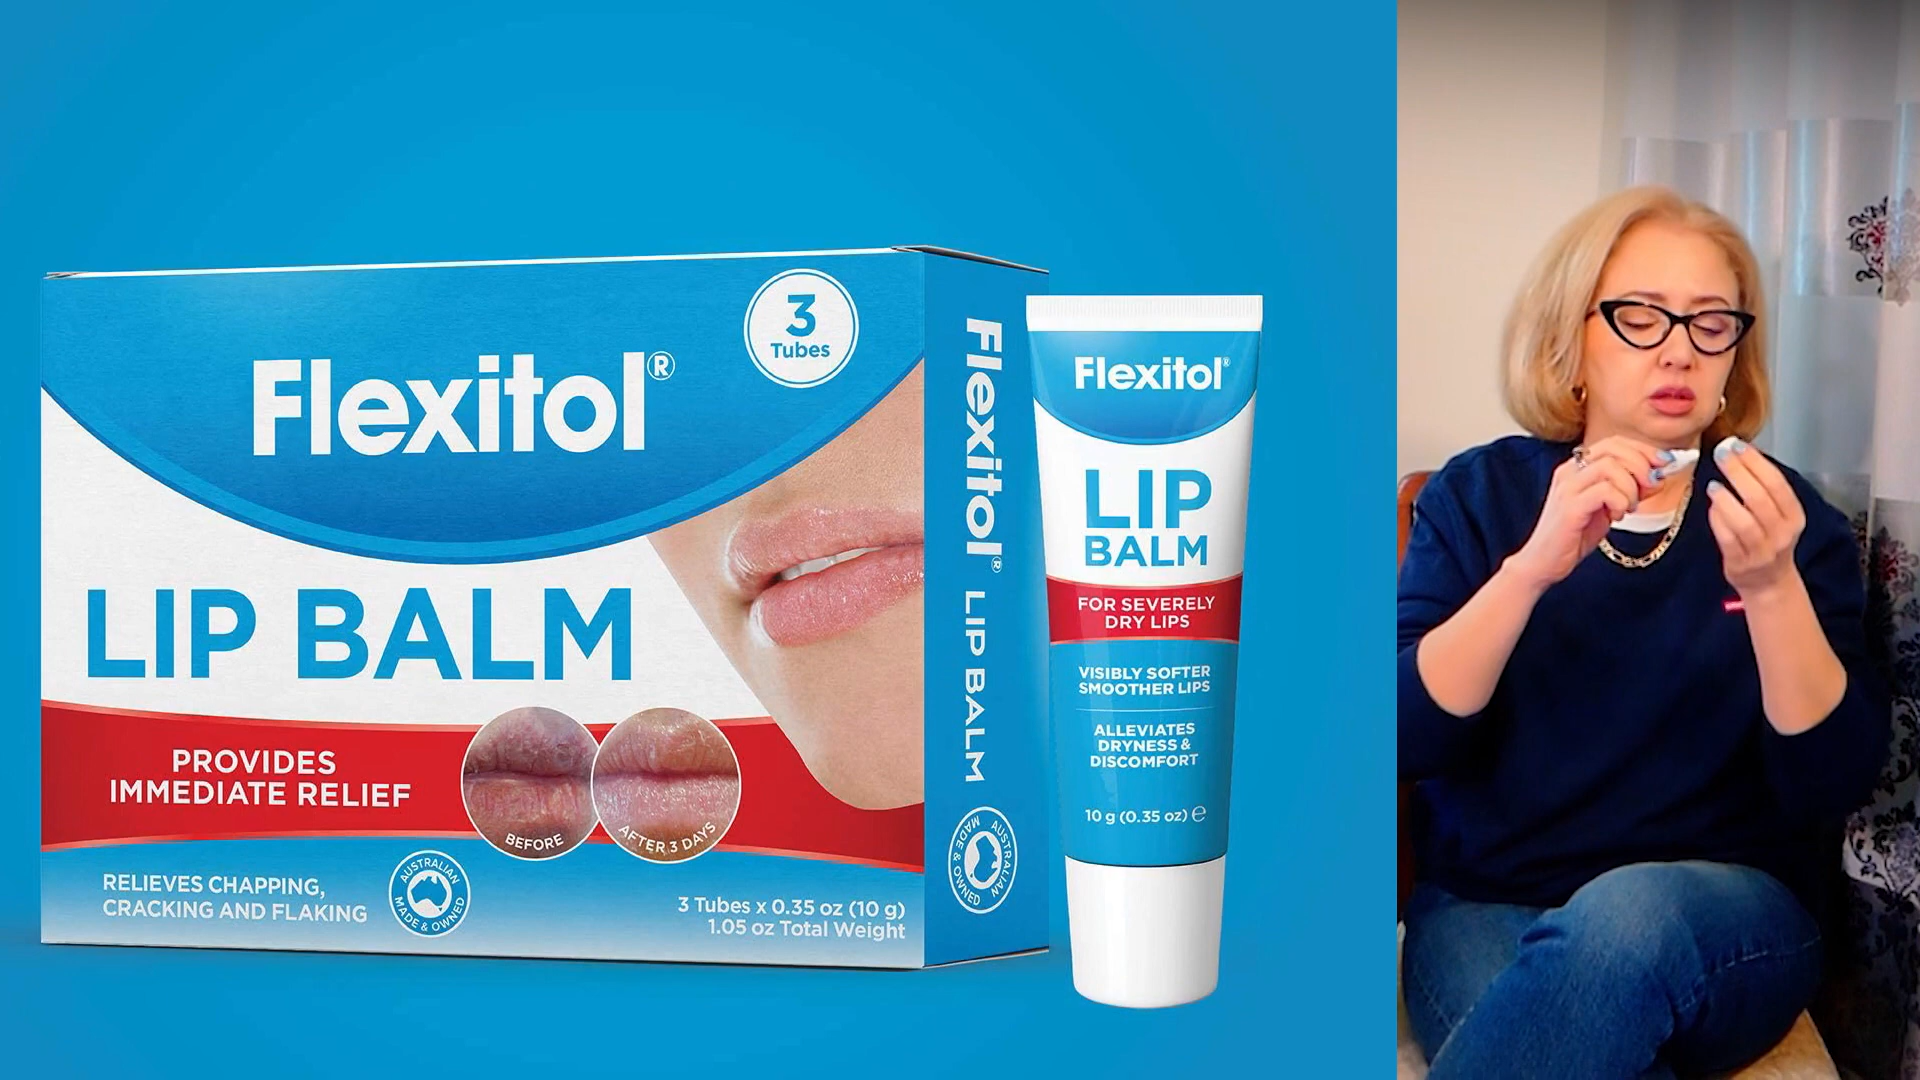 Flexitol®
3
Tubes
LIP BALM
PROVIDES
IMMEDIATE RELIEF
BEFORE
AFTER 3 DAYS
RELIEVES CHAPPING,
CRACKING AND FLAKING
AUSTRALIAN
MADE & OWNED
3 Tubes x 0.35 oz (10 g)
1.05 oz Total Weight
Flexitol® LIP BALM
AUSTRALIAN
MADE & OWNED
Flexitol®
LIP
BALM
FOR SEVERELY
DRY LIPS
VISIBLY SOFTER
SMOOTHER LIPS
ALLEVIATES
DRYNESS &
DISCOMFORT
10 g (0.35 oz) ℮